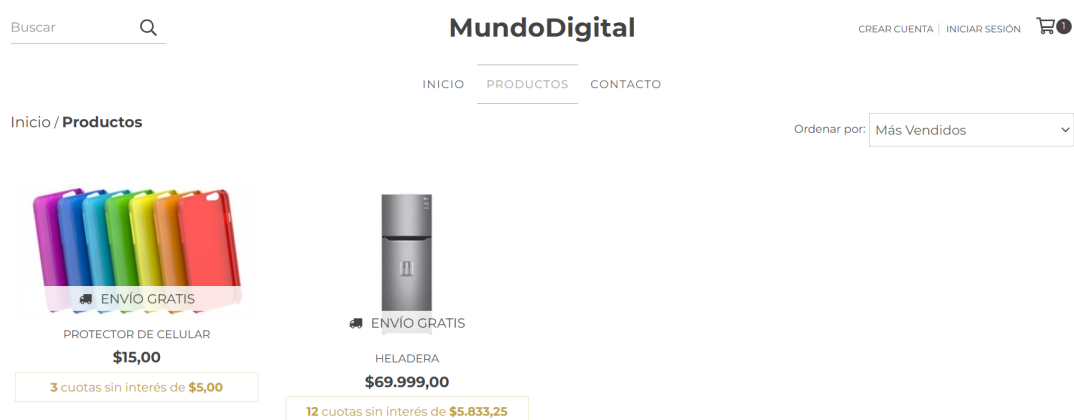 Buscar
MundoDigital
CREAR CUENTA | INICIAR SESIÓN
1
INICIO PRODUCTOS CONTACTO
Inicio / Productos
Ordenar por: Más Vendidos
ENVÍO GRATIS
PROTECTOR DE CELULAR
$15,00
3 cuotas sin interés de $5,00
ENVÍO GRATIS
HELADERA
$69.999,00
12 cuotas sin interés de $5.833,25